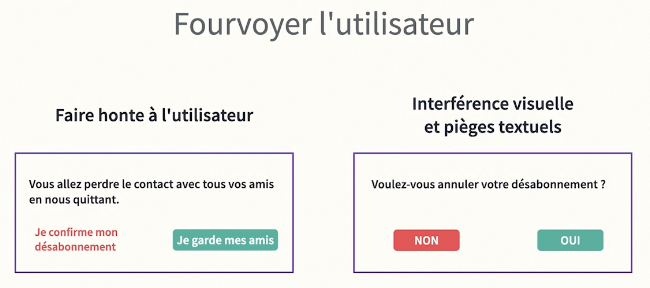 Fourvoyer l'utilisateur
Faire honte à l'utilisateur
Vous allez perdre le contact avec tous vos amis
en nous quittant.
Je confirme mon
désabonnement
Je garde mes amis
Interférence visuelle
et pièges textuels
Voulez-vous annuler votre désabonnement ?
NON
OUI